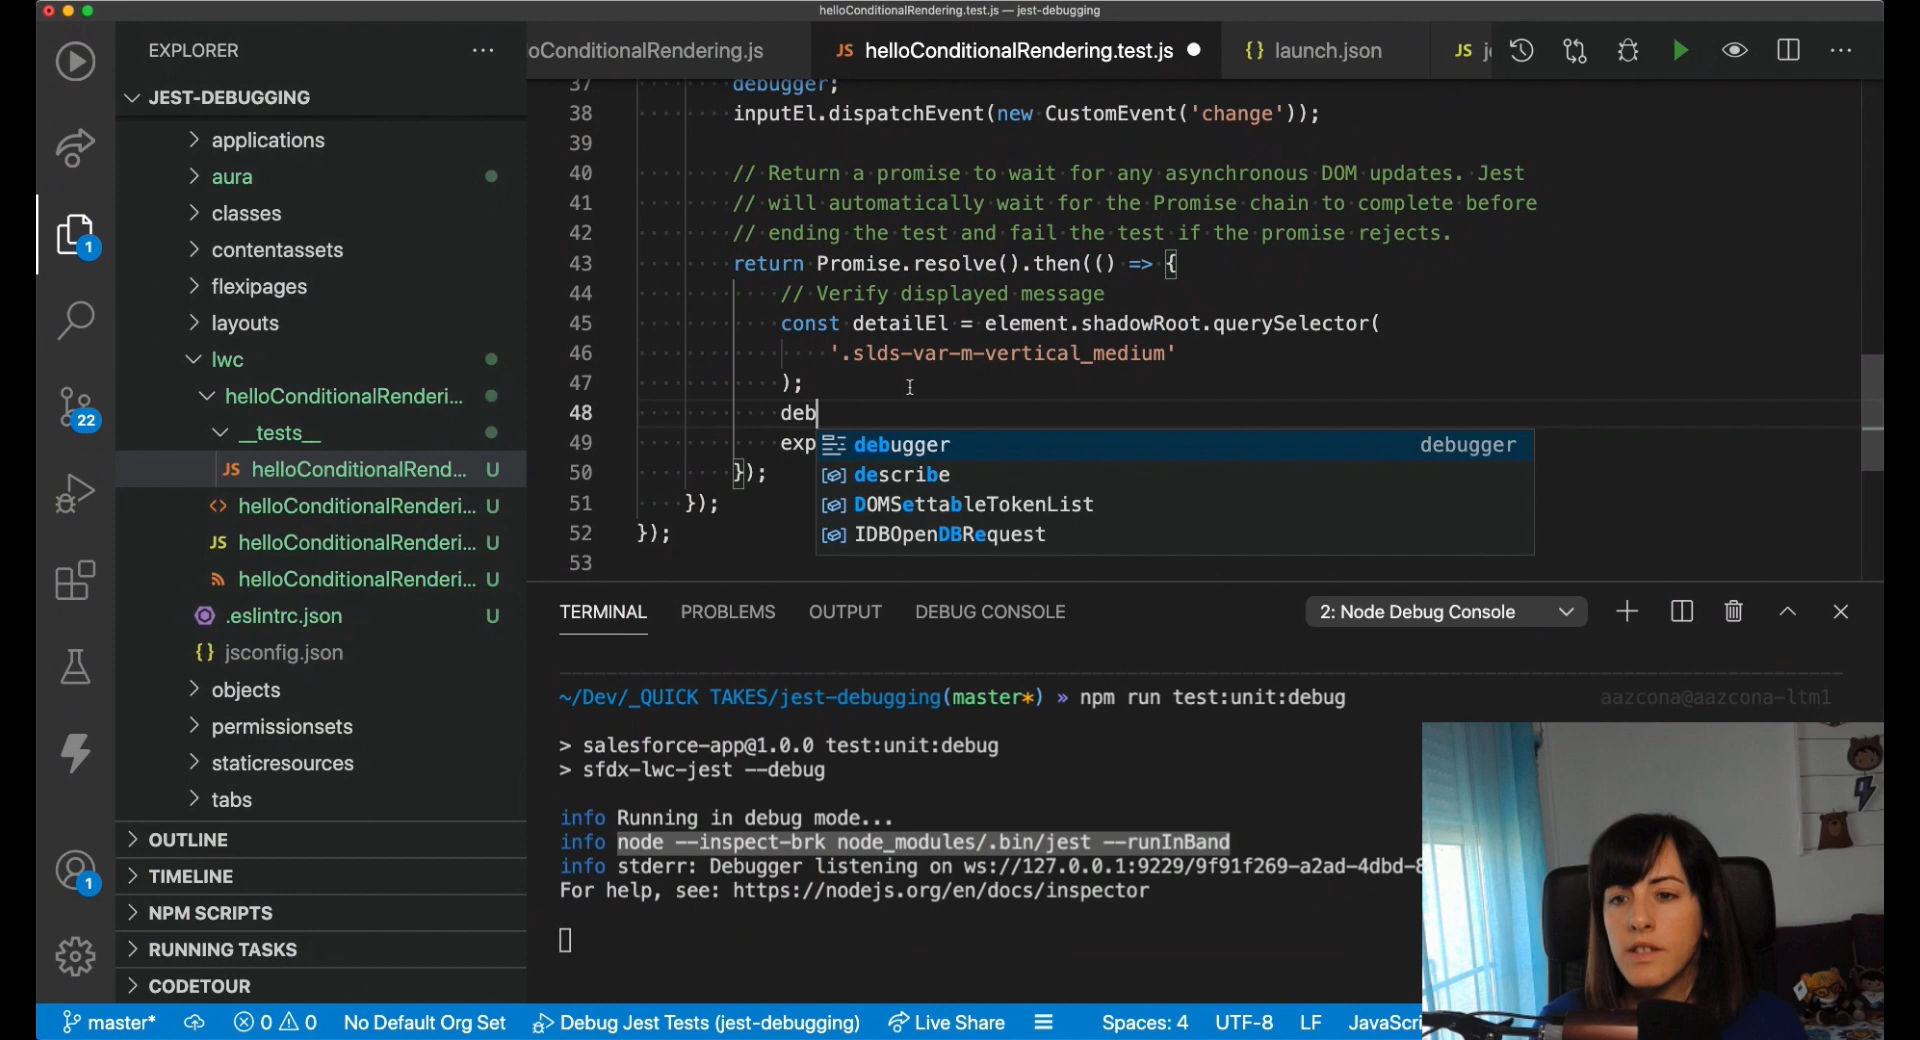 helloConditionalRendering.test.js — jest-debugging
EXPLORER
oConditionalRendering.js
JS helloConditionalRendering.test.js
{} launch.json
JS
JEST-DEBUGGING
applications
aura
classes
contentassets
flexipages
layouts
lwc
helloConditionalRenderi...
__tests__
JS helloConditionalRend... U
<> helloConditionalRenderi... U
JS helloConditionalRenderi... U
helloConditionalRenderi... U
.eslintrc.json U
{} jsconfig.json
objects
permissionsets
staticresources
tabs
OUTLINE
TIMELINE
NPM SCRIPTS
RUNNING TASKS
CODETOUR
1
22
1
37 debugger;
38 inputEl.dispatchEvent(new CustomEvent('change'));
39
40 // Return a promise to wait for any asynchronous DOM updates. Jest
41 // will automatically wait for the Promise chain to complete before
42 // ending the test and fail the test if the promise rejects.
43 return Promise.resolve().then(() => {
44 // Verify displayed message
45 const detailEl = element.shadowRoot.querySelector(
46 '.slds-var-m-vertical_medium'
47 );
48 deb
49 exp
50 });
51 });
52 });
53
debugger debugger
describe
DOMSettableTokenList
IDBOpenDBRequest
TERMINAL PROBLEMS OUTPUT DEBUG CONSOLE 2: Node Debug Console
~/Dev/_QUICK TAKES/jest-debugging(master*) » npm run test:unit:debug aazcona@aazcona-ltm1
> salesforce-app@1.0.0 test:unit:debug
> sfdx-lwc-jest --debug
info Running in debug mode...
info node --inspect-brk node_modules/.bin/jest --runInBand
info stderr: Debugger listening on ws://127.0.0.1:9229/9f91f269-a2ad-4dbd-8
For help, see: https://nodejs.org/en/docs/inspector
master* 0 0 No Default Org Set Debug Jest Tests (jest-debugging) Live Share Spaces: 4 UTF-8 LF JavaScri